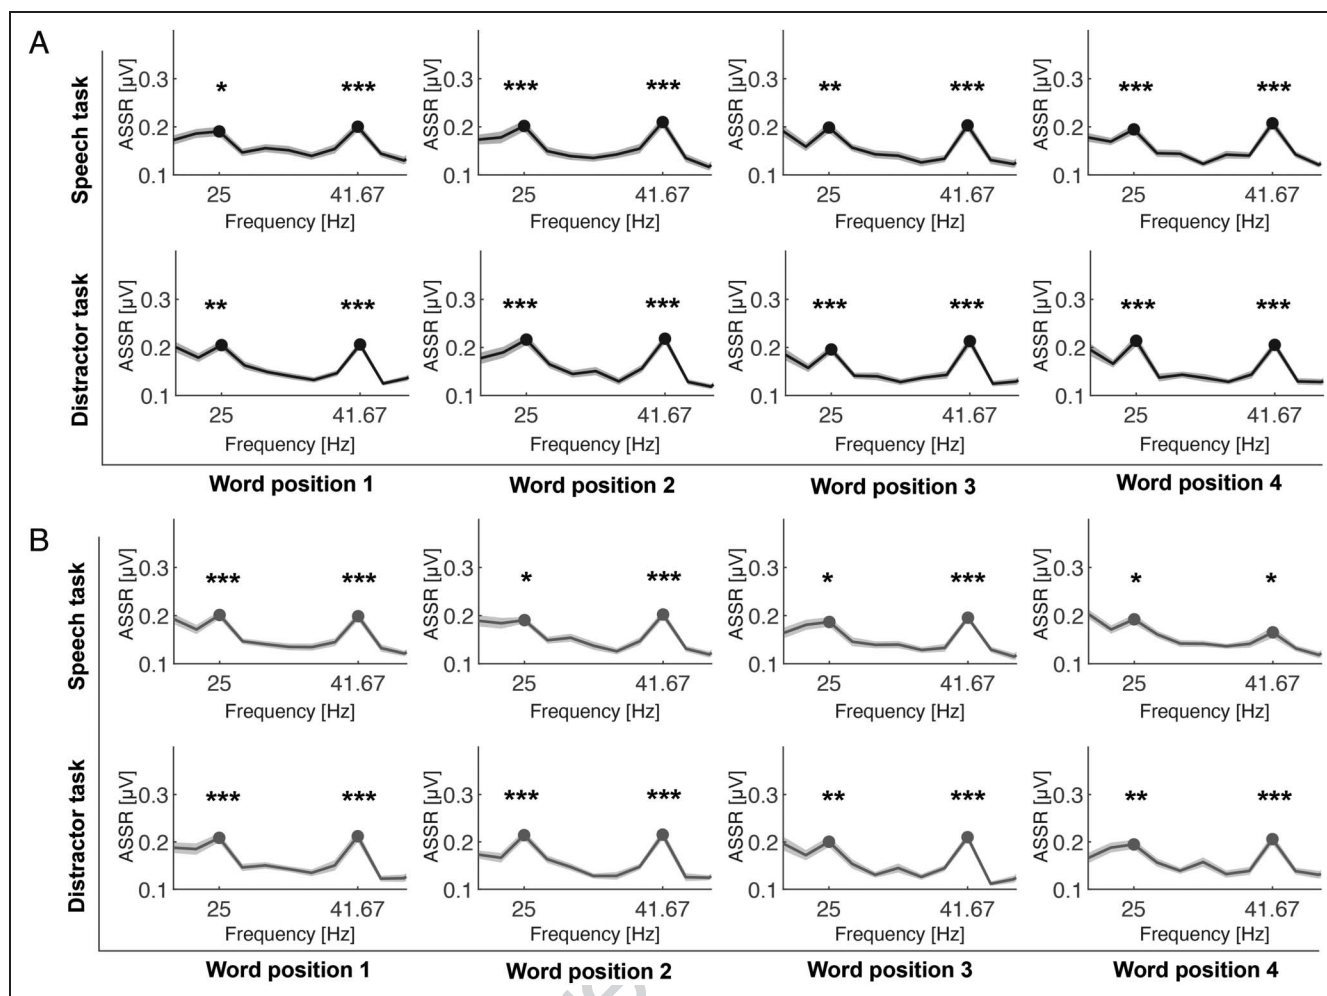 A
Speech task
ASSR [µV]
0.3
0.2
0.1
*
***
25
41.67
Frequency [Hz]
ASSR [µV]
0.3
0.2
0.1
***
***
25
41.67
Frequency [Hz]
ASSR [µV]
0.3
0.2
0.1
**
***
25
41.67
Frequency [Hz]
ASSR [µV]
0.3
0.2
0.1
***
***
25
41.67
Frequency [Hz]
Distractor task
ASSR [µV]
0.3
0.2
0.1
**
***
25
41.67
Frequency [Hz]
ASSR [µV]
0.3
0.2
0.1
***
***
25
41.67
Frequency [Hz]
ASSR [µV]
0.3
0.2
0.1
***
***
25
41.67
Frequency [Hz]
ASSR [µV]
0.3
0.2
0.1
***
***
25
41.67
Frequency [Hz]
Word position 1
Word position 2
Word position 3
Word position 4
B
Speech task
ASSR [µV]
0.3
0.2
0.1
***
***
25
41.67
Frequency [Hz]
ASSR [µV]
0.3
0.2
0.1
*
***
25
41.67
Frequency [Hz]
ASSR [µV]
0.3
0.2
0.1
*
***
25
41.67
Frequency [Hz]
ASSR [µV]
0.3
0.2
0.1
*
*
25
41.67
Frequency [Hz]
Distractor task
ASSR [µV]
0.3
0.2
0.1
***
***
25
41.67
Frequency [Hz]
ASSR [µV]
0.3
0.2
0.1
***
***
25
41.67
Frequency [Hz]
ASSR [µV]
0.3
0.2
0.1
**
***
25
41.67
Frequency [Hz]
ASSR [µV]
0.3
0.2
0.1
**
***
25
41.67
Frequency [Hz]
Word position 1
Word position 2
Word position 3
Word position 4